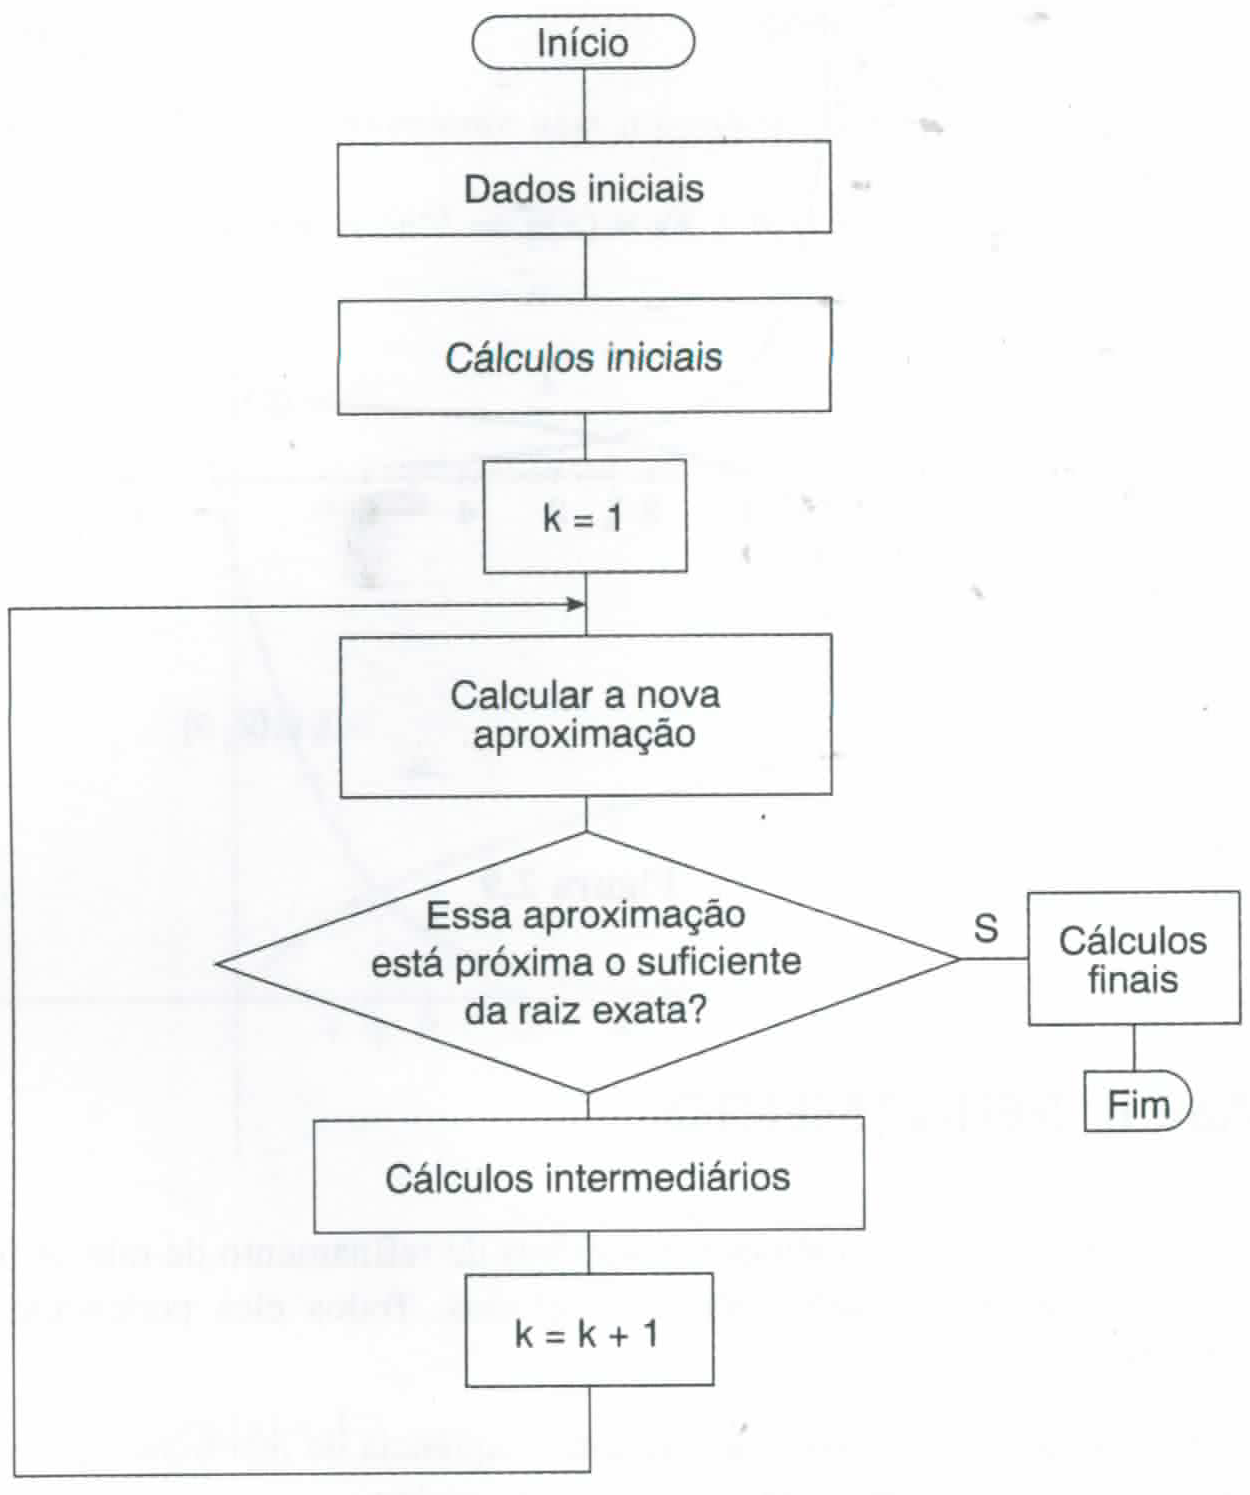 Início
Dados iniciais
Cálculos iniciais
k = 1
Calcular a nova
aproximação
Essa aproximação
está próxima o suficiente
da raiz exata?
S
Cálculos
finais
Fim
Cálculos intermediários
k = k + 1